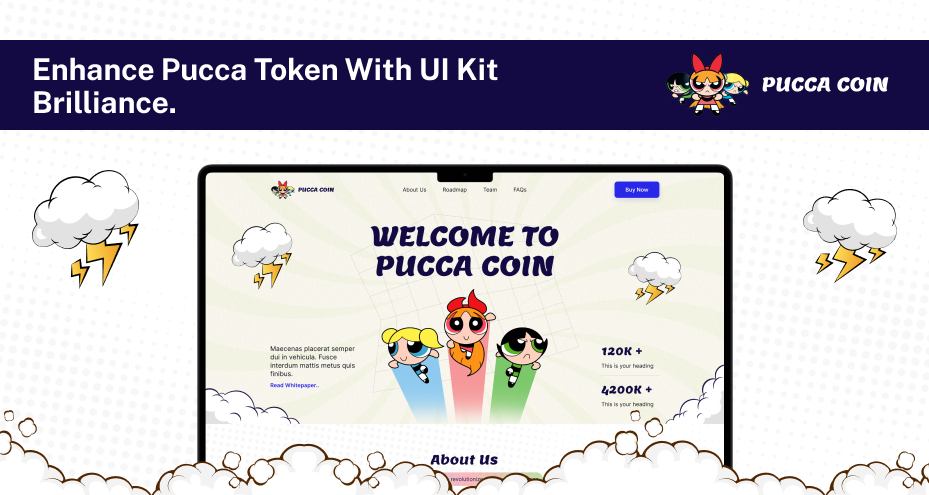 Enhance Pucca Token With UI Kit
Brilliance.
PUCCA COIN
PUCCA COIN
About Us Roadmap Team FAQs
Buy Now
WELCOME TO
PUCCA COIN
Maecenas placerat semper
dui in vehicula. Fusce
interdum mattis metus quis
finibus.
Read Whitepaper..
120K +
This is your heading
4200K +
This is your heading
About Us